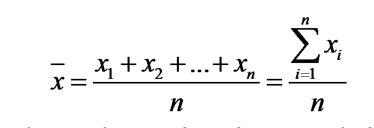 x̄ = (x₁ + x₂ + ... + xₙ) / n = (∑ᵢ₌₁ⁿ xᵢ) / n